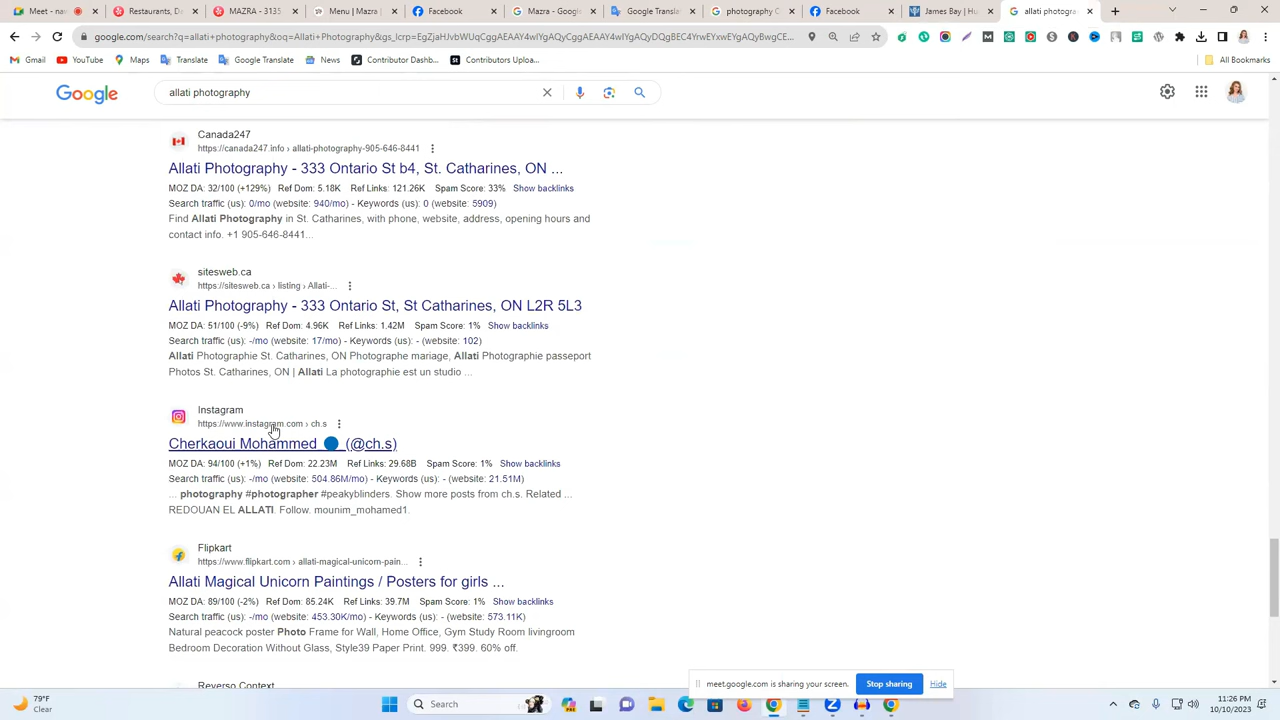 Meet - nans
Restaurants, D
MAZRA - 3135
Menu | Mazra |
Facebook
Mazra - Goog
Google Transl
photography C
Facebook
James Bay | Hu
allati photogra
google.com/search?q=allati+photography&oq=Allati+Photography&gs_lcrp=
Gmail
YouTube
Maps
Translate
Google Translate
News
Contributor Dashb...
Contributors Uploa...
All Bookmarks
Google
allati photography
Canada247
https://canada247.info › allati-photography-905-646-8441
Allati Photography - 333 Ontario St b4, St. Catharines, ON ...
MOZ DA: 32/100 (+129%) Ref Dom: 5.18K Ref Links: 121.26K Spam Score: 33% Show backlinks
Search traffic (us): 0/mo (website: 940/mo) - Keywords (us): 0 (website: 5909)
Find Allati Photography in St. Catharines, with phone, website, address, opening hours and
contact info. +1 905-646-8441...
sitesweb.ca
https://sitesweb.ca › listing › Allati-...
Allati Photography - 333 Ontario St, St Catharines, ON L2R 5L3
MOZ DA: 51/100 (-9%) Ref Dom: 4.96K Ref Links: 1.42M Spam Score: 1% Show backlinks
Search traffic (us): -/mo (website: 17/mo) - Keywords (us): - (website: 102)
Allati Photographie St. Catharines, ON Photographe mariage, Allati Photographie passeport
Photos St. Catharines, ON | Allati La photographie est un studio ...
Instagram
https://www.instagram.com › ch.s
Cherkaoui Mohammed (@ch.s)
MOZ DA: 94/100 (+1%) Ref Dom: 22.23M Ref Links: 29.68B Spam Score: 1% Show backlinks
Search traffic (us): -/mo (website: 504.86M/mo) - Keywords (us): - (website: 21.51M)
... photography #photographer #peakyblinders. Show more posts from ch.s. Related ...
REDOUAN EL ALLATI. Follow. mounim_mohamed1.
Flipkart
https://www.flipkart.com › allati-magical-unicorn-pain...
Allati Magical Unicorn Paintings / Posters for girls ...
MOZ DA: 89/100 (-2%) Ref Dom: 85.24K Ref Links: 39.7M Spam Score: 1% Show backlinks
Search traffic (us): -/mo (website: 453.30K/mo) - Keywords (us): - (website: 573.11K)
Natural peacock poster Photo Frame for Wall, Home Office, Gym Study Room livingroom
Bedroom Decoration Without Glass, Style39 Paper Print. 999. ₹399. 60% off.
Reverso Context
meet.google.com is sharing your screen.
Stop sharing
Hide
79°F
Clear
Search
11:26 PM
10/10/2023